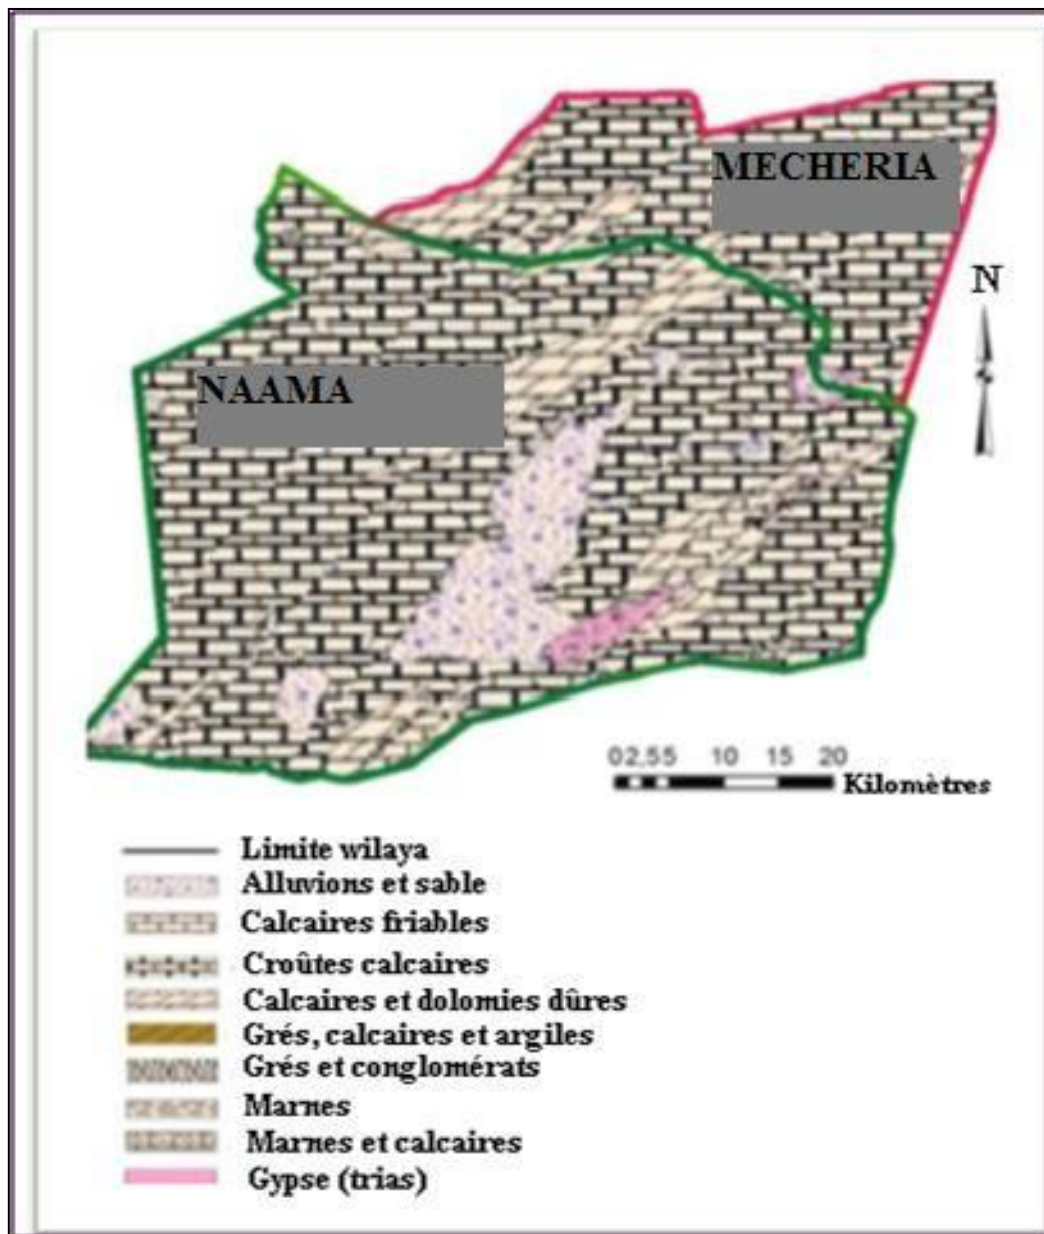 MECHERIA
N
NAAMA
02,55 10 15 20
Kilomètres
Limite wilaya
Alluvions et sable
Calcaires friables
Croûtes calcaires
Calcaires et dolomies dûres
Grés, calcaires et argiles
Grés et conglomérats
Marnes
Marnes et calcaires
Gypse (trias)